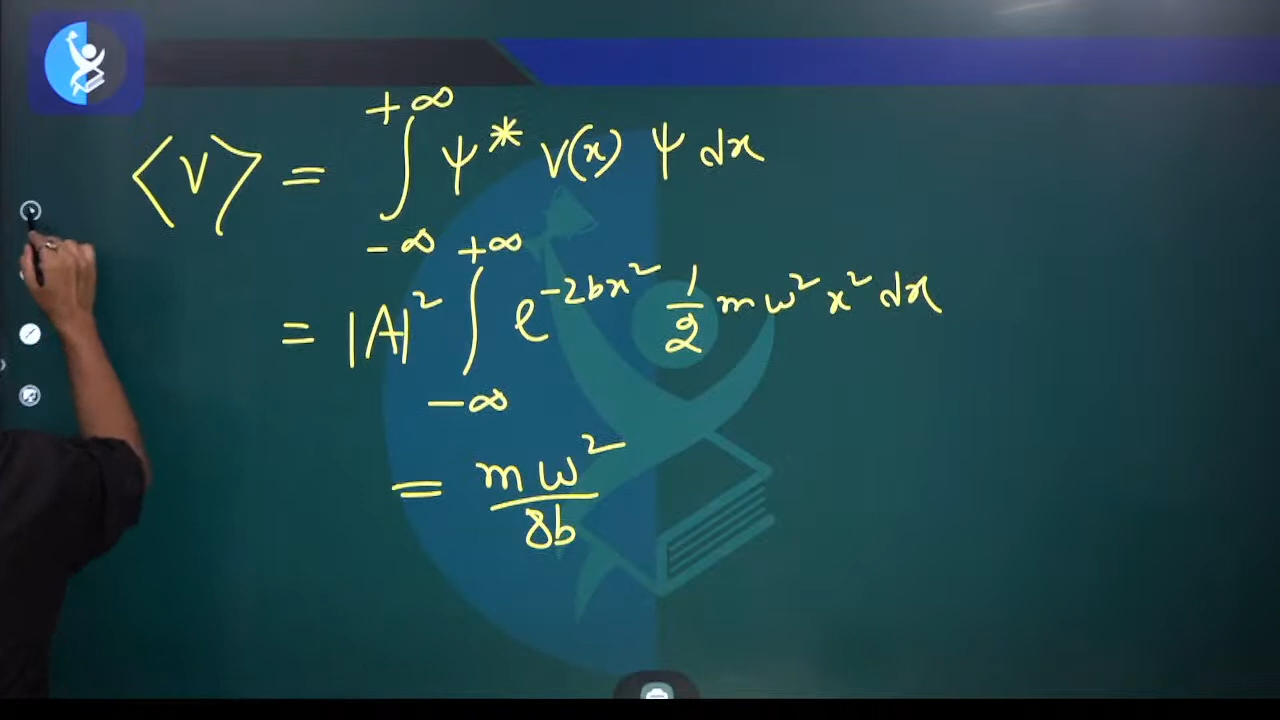 ⟨V⟩ = ∫_{-∞}^{+∞} ψ* V(x) ψ dx
= |A|² ∫_{-∞}^{+∞} e^{-2bx²} 1/2 mω² x² dx
= mω²/8b